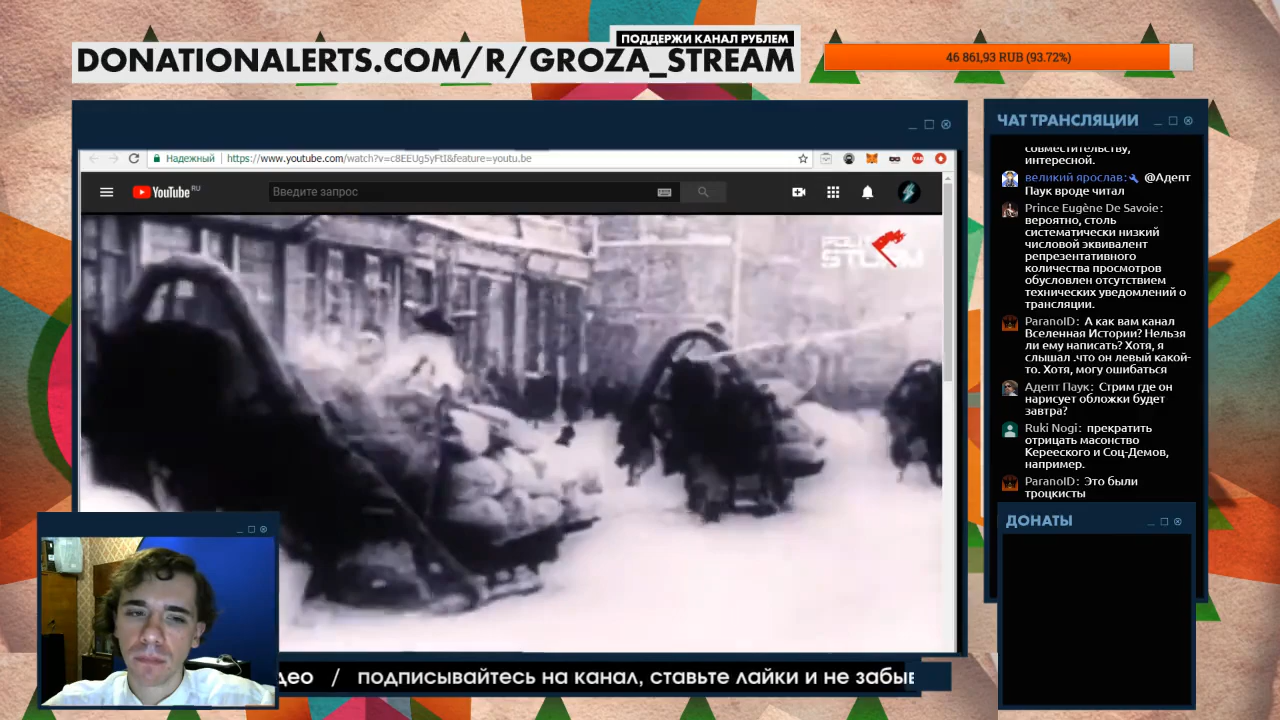 ПОДДЕРЖИ КАНАЛ РУБЛЕМ
DONATIONALERTS.COM/R/GROZA_STREAM
46 861,93 RUB (93.72%)
ЧАТ ТРАНСЛЯЦИИ
Надежный
https://www.youtube.com/watch?v=c8EEUg5yFtI&feature=youtu.be
YouTube RU
Введите запрос
STURM
совместительству,
интересной.
великий ярослав: @Адепт
Паук вроде читал
Prince Eugène De Savoie:
вероятно, столь
систематически низкий
числовой эквивалент
репрезентативного
количества просмотров
обусловлен отсутствием
технических уведомлений о
трансляции.
ParanoID: А как вам канал
Вселенная Истории? Нельзя
ли ему написать? Хотя, я
слышал .что он левый какой-
то. Хотя, могу ошибаться
Адепт Паук: Стрим где он
нарисует обложки будет
завтра?
Ruki Nogi: прекратить
отрицать масонство
Керееского и Соц-Демов,
например.
ParanoID: Это были
троцкисты
ДОНАТЫ
део / подписывайтесь на канал, ставьте лайки и не забыв